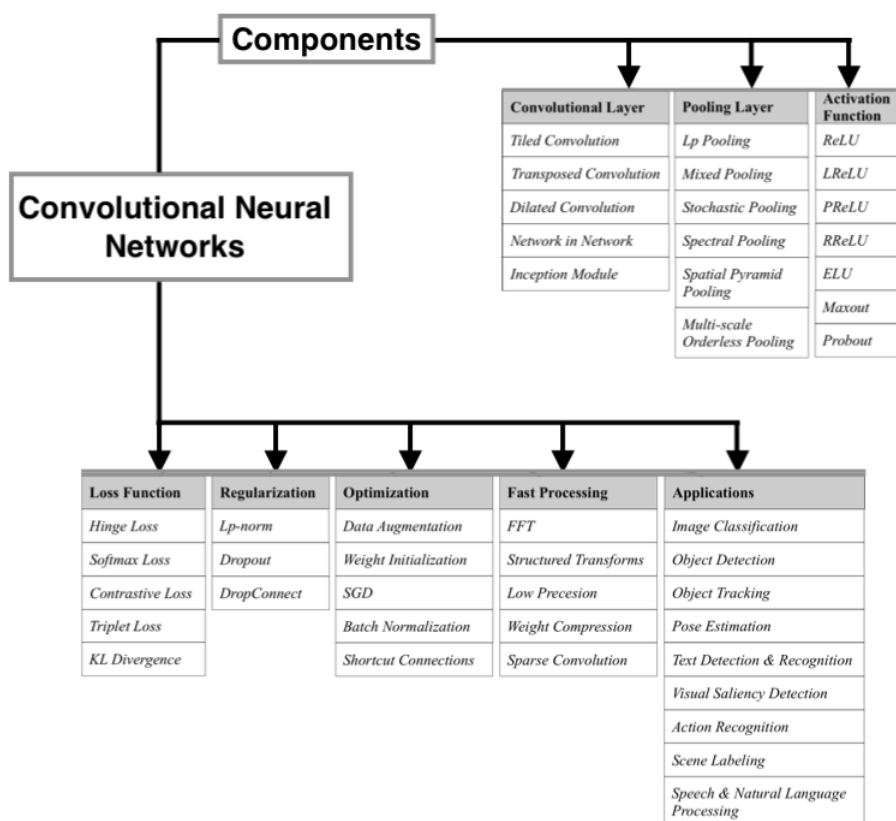 Components
Convolutional Neural
Networks
Convolutional Layer
Tiled Convolution
Transposed Convolution
Dilated Convolution
Network in Network
Inception Module
Pooling Layer
Lp Pooling
Mixed Pooling
Stochastic Pooling
Spectral Pooling
Spatial Pyramid
Pooling
Multi-scale
Orderless Pooling
Activation
Function
ReLU
LReLU
PReLU
RReLU
ELU
Maxout
Probout
Loss Function
Hinge Loss
Softmax Loss
Contrastive Loss
Triplet Loss
KL Divergence
Regularization
Lp-norm
Dropout
DropConnect
Optimization
Data Augmentation
Weight Initialization
SGD
Batch Normalization
Shortcut Connections
Fast Processing
FFT
Structured Transforms
Low Precesion
Weight Compression
Sparse Convolution
Applications
Image Classification
Object Detection
Object Tracking
Pose Estimation
Text Detection & Recognition
Visual Saliency Detection
Action Recognition
Scene Labeling
Speech & Natural Language
Processing